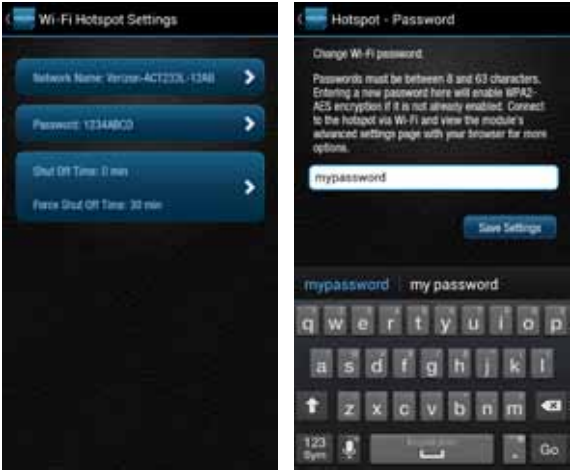 Wi-Fi Hotspot Settings
Network Name: Verizon-ACT233L-12AB
Password: 1234ABCD
Shut Off Time: 0 min
Force Shut Off Time: 30 min
Hotspot - Password
Change Wi-Fi password.
Passwords must be between 8 and 63 characters.
Entering a new password here will enable WPA2-
AES encryption if it is not already enabled. Connect
to the hotspot via Wi-Fi and view the module's
advanced settings page with your browser for more
options.
mypassword
Save Settings
mypassword my password
q w e r t y u i o p
a s d f g h j k l
z x c v b n m
123
Sym
Go